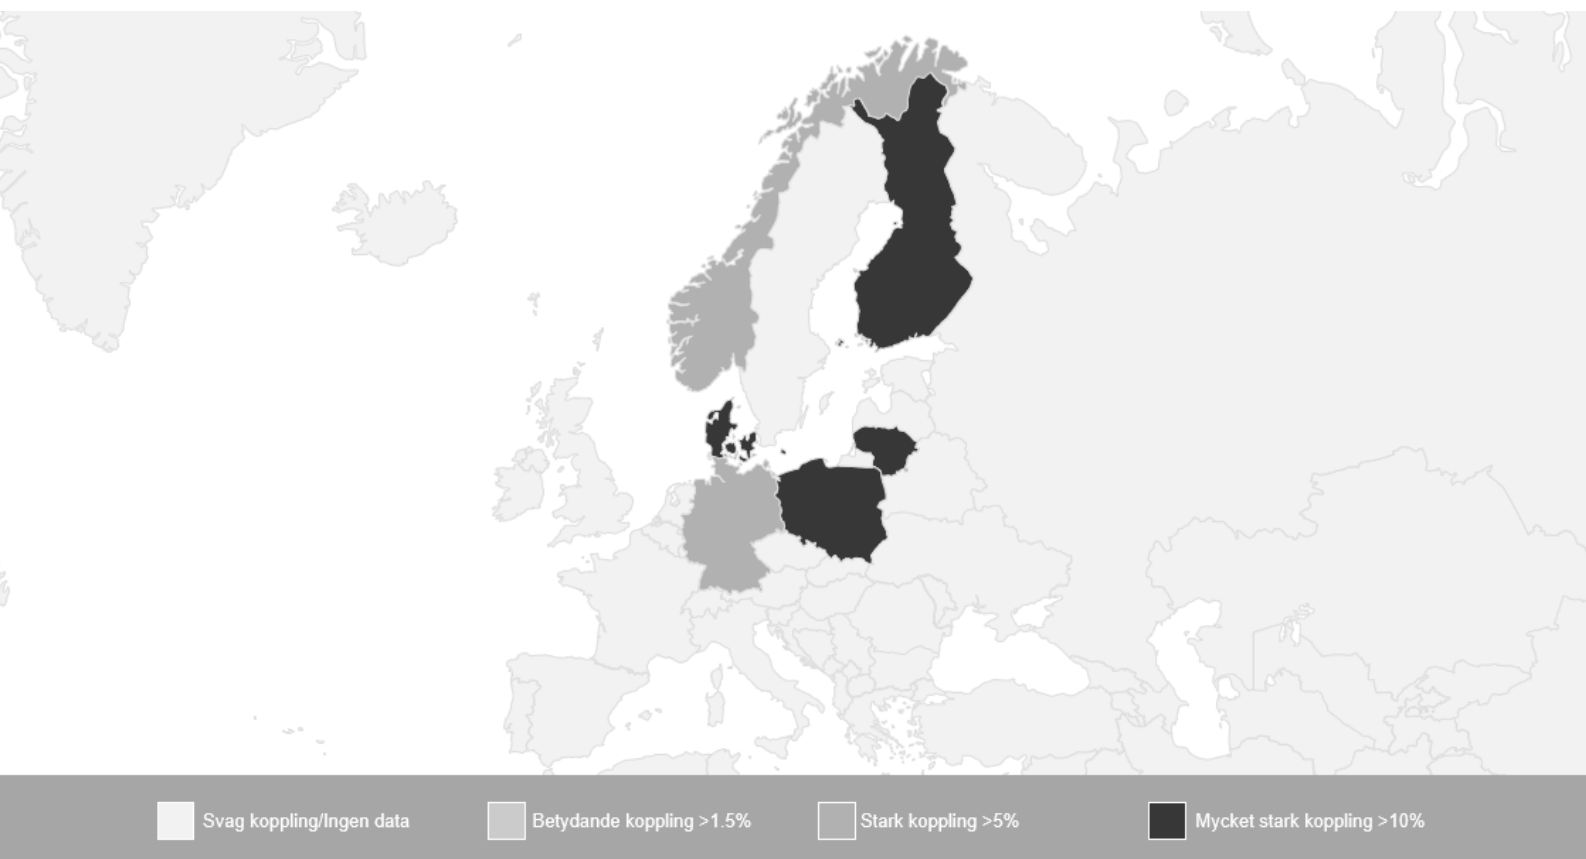 Svag koppling/Ingen data
Betydande koppling >1.5%
Stark koppling >5%
Mycket stark koppling >10%